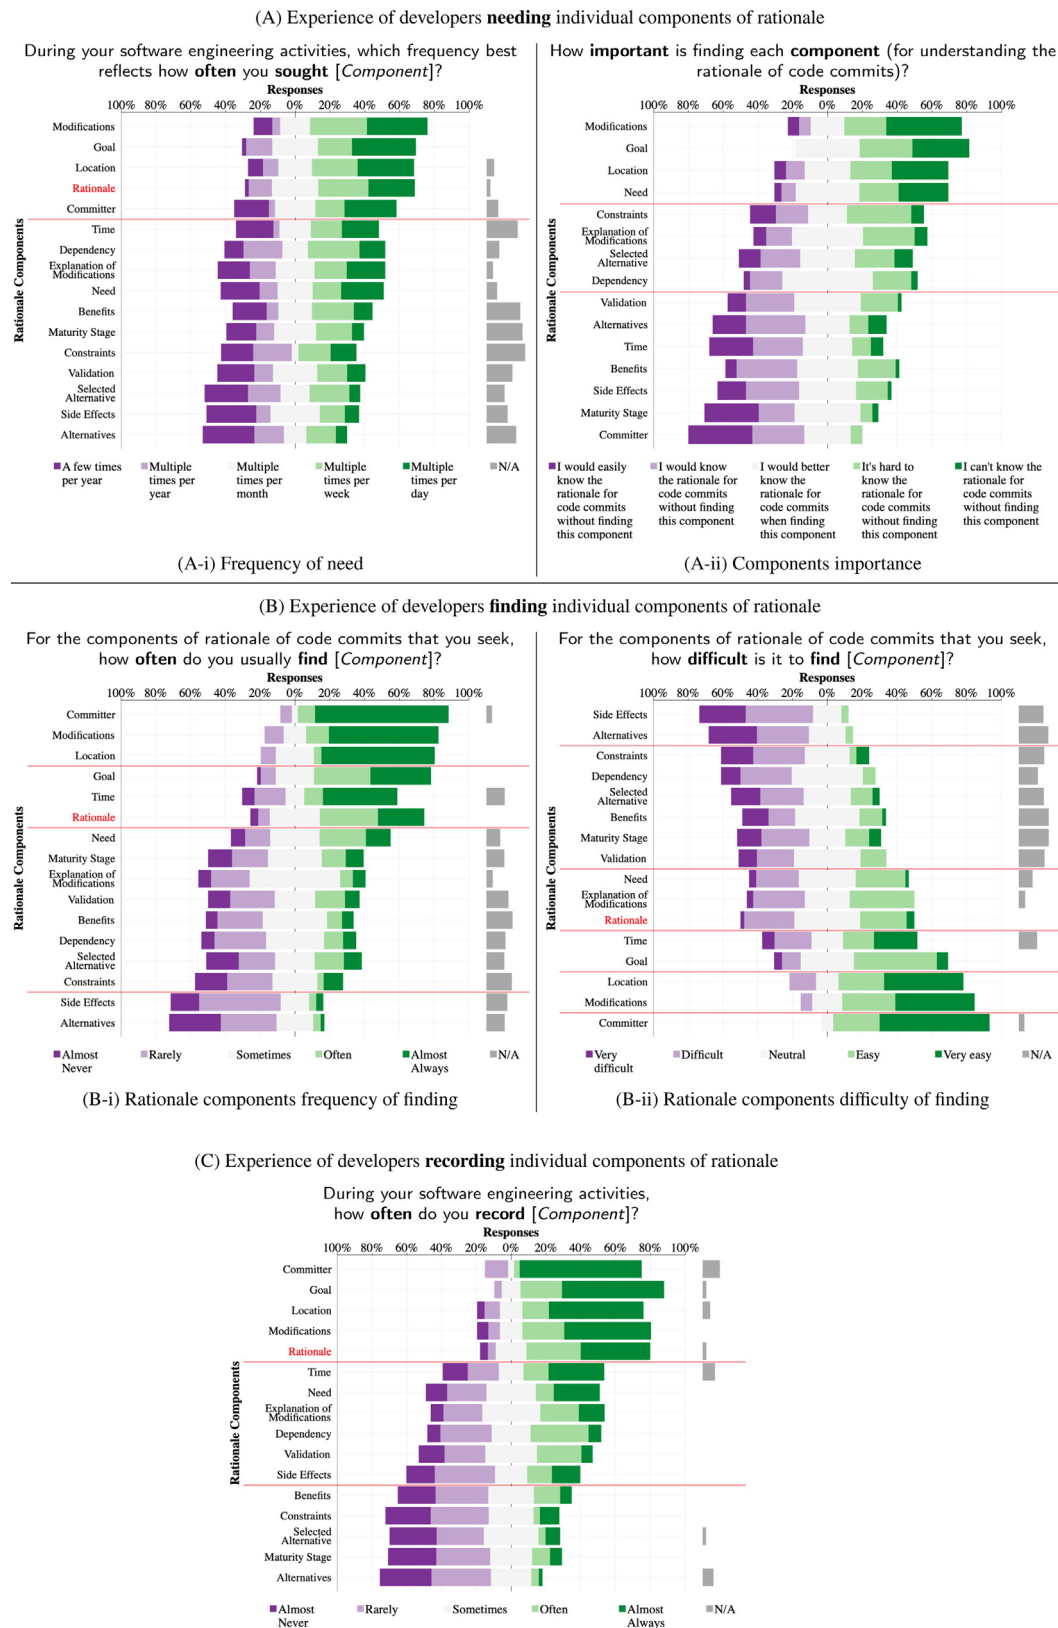 (A) Experience of developers needing individual components of rationale
During your software engineering activities, which frequency best
reflects how often you sought [Component]?
Responses
100% 80% 60% 40% 20% 0% 20% 40% 60% 80% 100%
Rationale Components
Modifications
Goal
Location
Rationale
Committer
Time
Dependency
Explanation of
Modifications
Need
Benefits
Maturity Stage
Constraints
Validation
Selected
Alternative
Side Effects
Alternatives
A few times
per year
Multiple
times per
year
Multiple
times per
month
Multiple
times per
week
Multiple
times per
day
N/A
(A-i) Frequency of need
How important is finding each component (for understanding the
rationale of code commits)?
Responses
100% 80% 60% 40% 20% 0% 20% 40% 60% 80% 100%
Rationale Components
Modifications
Goal
Location
Need
Constraints
Explanation of
Modifications
Selected
Alternative
Dependency
Validation
Alternatives
Time
Benefits
Side Effects
Maturity Stage
Committer
I would easily
know the
rationale for
code commits
without finding
this component
I would know
the rationale for
code commits
without finding
this component
I would better
know the
rationale for
code commits
when finding
this component
It's hard to
know the
rationale for
code commits
without finding
this component
I can't know the
rationale for
code commits
without finding
this component
(A-ii) Components importance
(B) Experience of developers finding individual components of rationale
For the components of rationale of code commits that you seek,
how often do you usually find [Component]?
Responses
100% 80% 60% 40% 20% 0% 20% 40% 60% 80% 100%
Rationale Components
Committer
Modifications
Location
Goal
Time
Rationale
Need
Maturity Stage
Explanation of
Modifications
Validation
Benefits
Dependency
Selected
Alternative
Constraints
Side Effects
Alternatives
Almost
Never
Rarely
Sometimes
Often
Almost
Always
N/A
(B-i) Rationale components frequency of finding
For the components of rationale of code commits that you seek,
how difficult is it to find [Component]?
Responses
100% 80% 60% 40% 20% 0% 20% 40% 60% 80% 100%
Rationale Components
Side Effects
Alternatives
Constraints
Dependency
Selected
Alternative
Benefits
Maturity Stage
Validation
Need
Explanation of
Modifications
Rationale
Time
Goal
Location
Modifications
Committer
Very
difficult
Difficult
Neutral
Easy
Very easy
N/A
(B-ii) Rationale components difficulty of finding
(C) Experience of developers recording individual components of rationale
During your software engineering activities,
how often do you record [Component]?
Responses
100% 80% 60% 40% 20% 0% 20% 40% 60% 80% 100%
Rationale Components
Committer
Goal
Location
Modifications
Rationale
Time
Need
Explanation of
Modifications
Dependency
Validation
Side Effects
Benefits
Constraints
Selected
Alternative
Maturity Stage
Alternatives
Almost
Never
Rarely
Sometimes
Often
Almost
Always
N/A